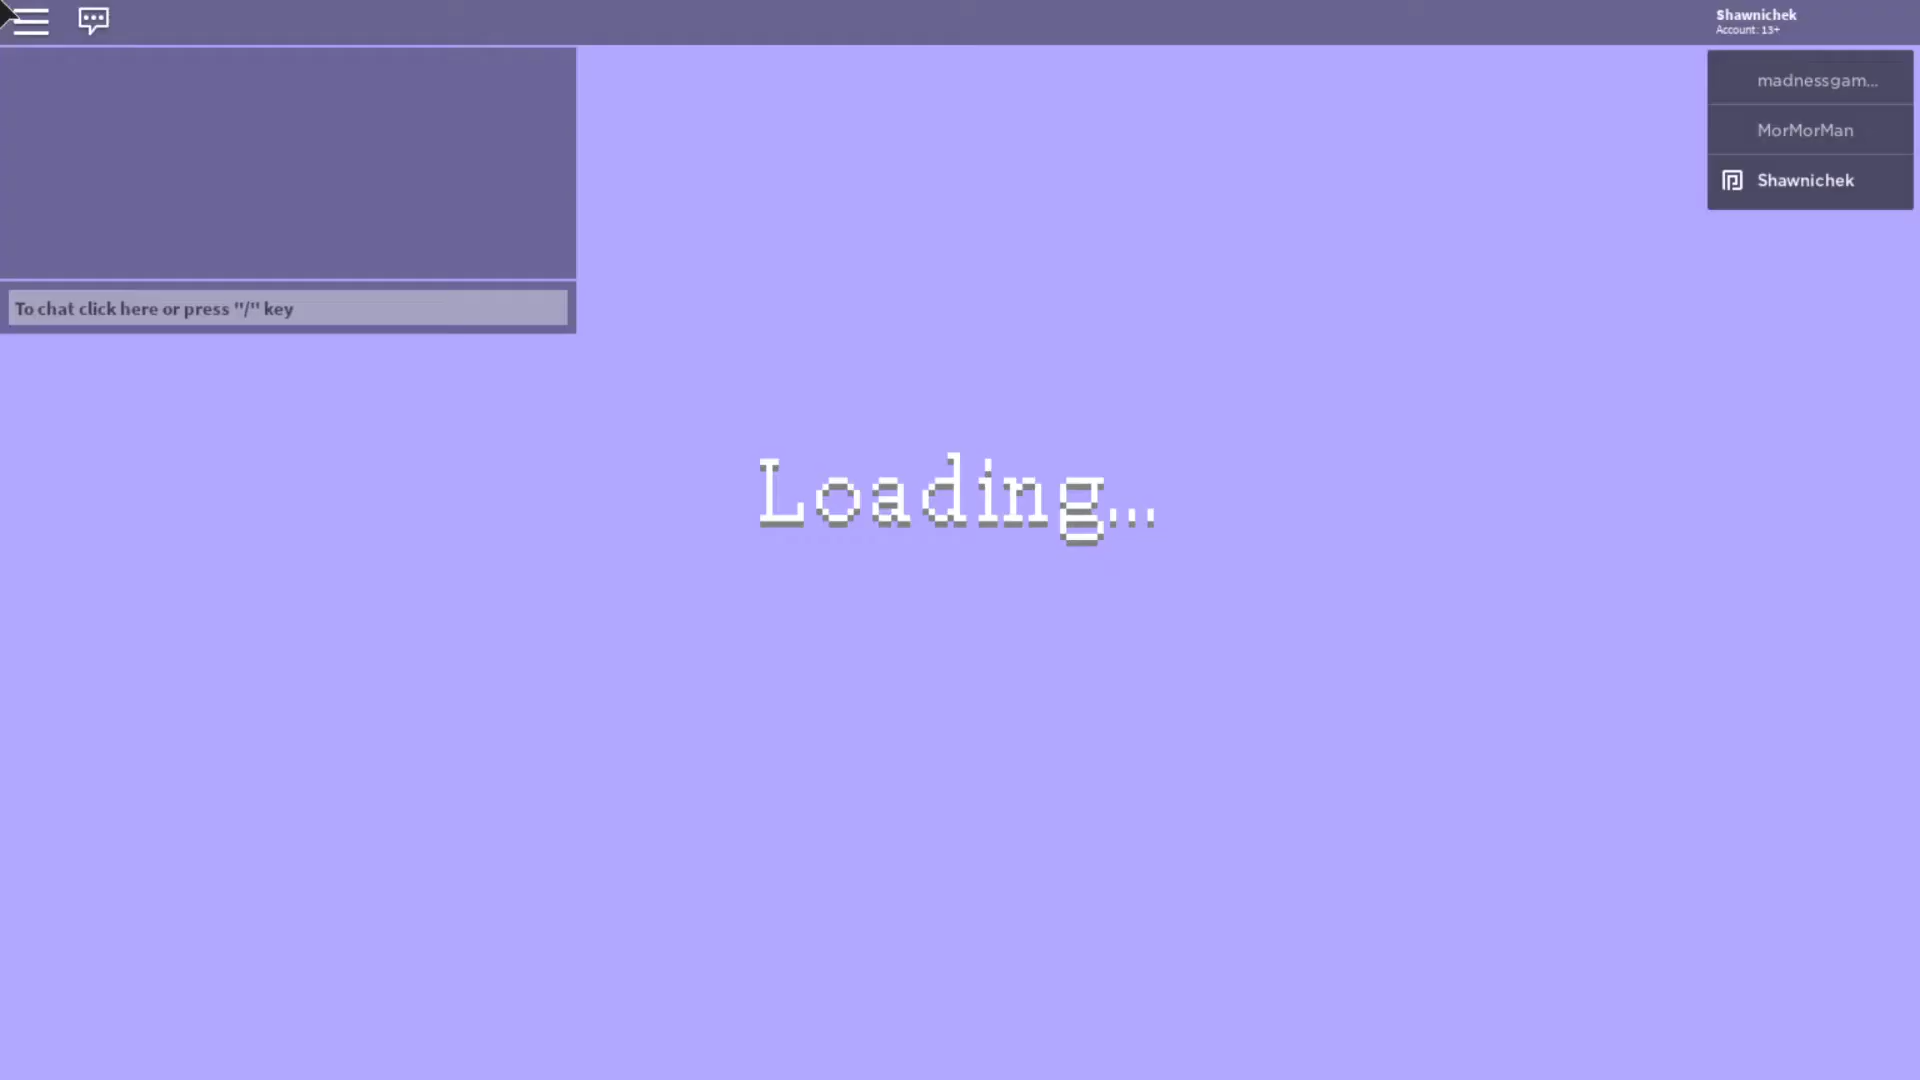 Shawnichek
Account: 13+
madnessgam...
MorMorMan
Shawnichek
To chat click here or press "/" key
Loading...